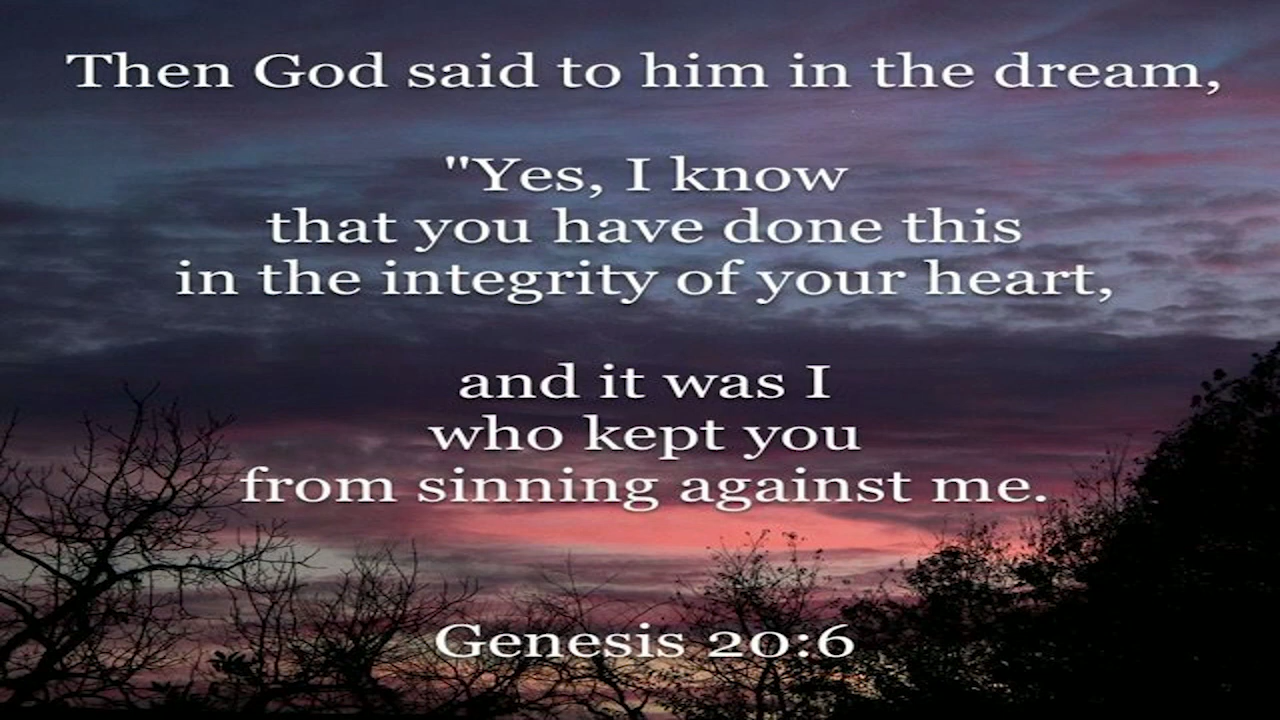 Then God said to him in the dream,
"Yes, I know
that you have done this
in the integrity of your heart,
and it was I
who kept you
from sinning against me.
Genesis 20:6